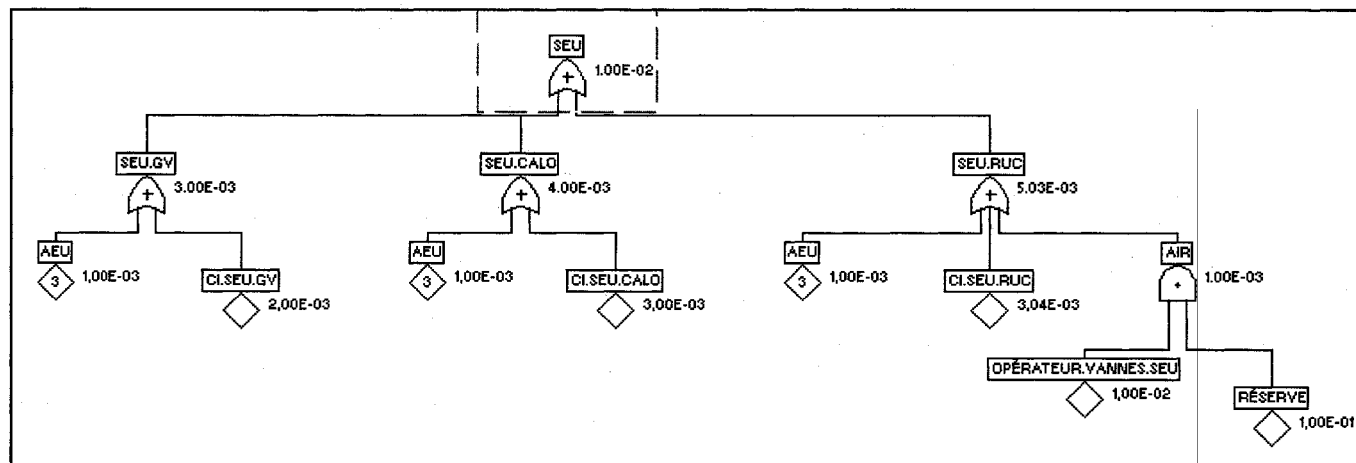 SEU
1.00E-02
SEU.GV
3.00E-03
SEU.CALO
4.00E-03
SEU.RUC
5.03E-03
AEU
3
1,00E-03
CI.SEU.GV
2,00E-03
AEU
3
1,00E-03
CI.SEU.CALO
3,00E-03
AEU
3
1,00E-03
CI.SEU.RUC
3,04E-03
AIR
1.00E-03
OPÉRATEUR.VANNES.SEU
1,00E-02
RÉSERVE
1,00E-01